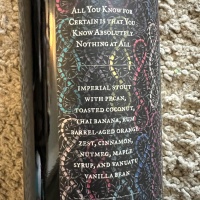 All You Know for
Certain is that You
Know Absolutely
Nothing at All
Imperial Stout
with Pecan,
Toasted Coconut,
Chai Banana, Rum
Barrel-Aged Orange
Zest, Cinnamon,
Nutmeg, Maple
Syrup, and Vanuatu
Vanilla Bean